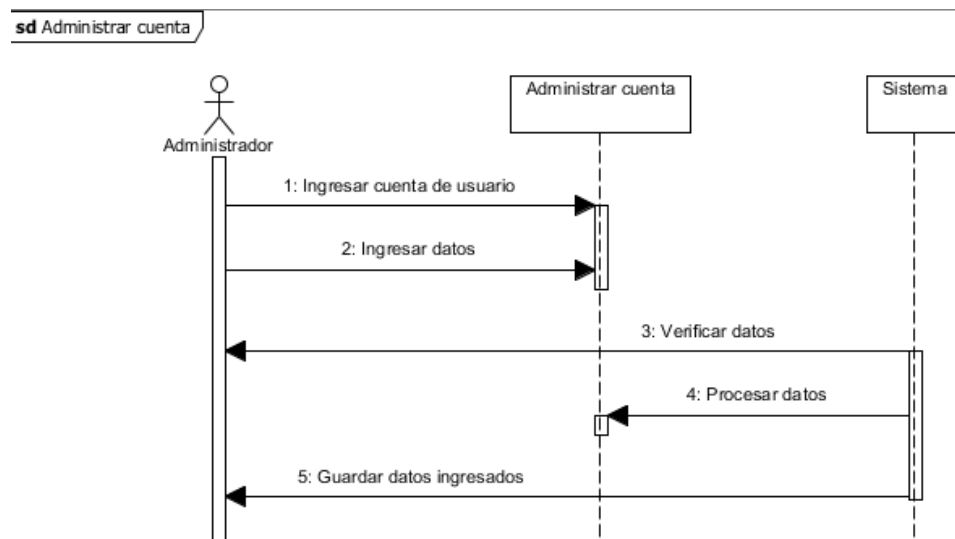 sd Administrar cuenta
Administrar cuenta
Sistema
Administrador
1: Ingresar cuenta de usuario
2: Ingresar datos
3: Verificar datos
4: Procesar datos
5: Guardar datos ingresados